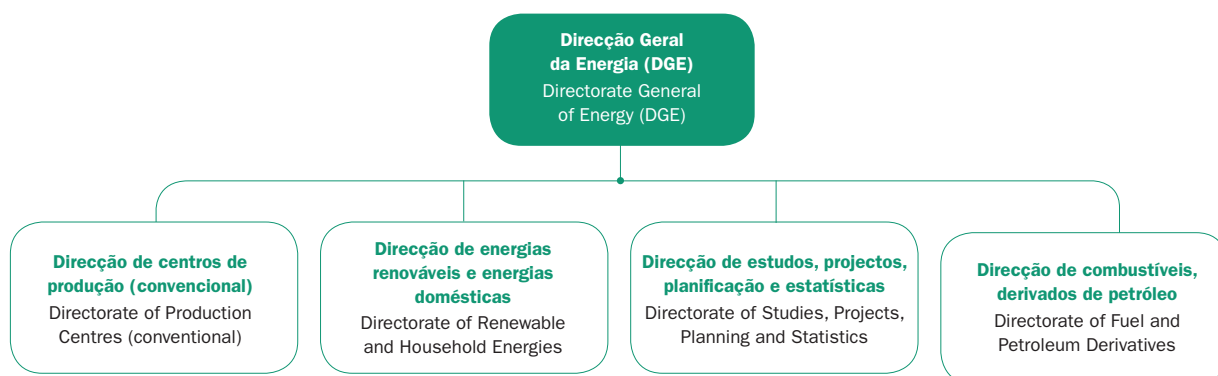 Direcção Geral
da Energia (DGE)
Directorate General
of Energy (DGE)
Direcção de centros de
produção (convencional)
Directorate of Production
Centres (conventional)
Direcção de energias
renováveis e energias
domésticas
Directorate of Renewable
and Household Energies
Direcção de estudos, projectos,
planificação e estatísticas
Directorate of Studies, Projects,
Planning and Statistics
Direcção de combustíveis,
derivados de petróleo
Directorate of Fuel and
Petroleum Derivatives